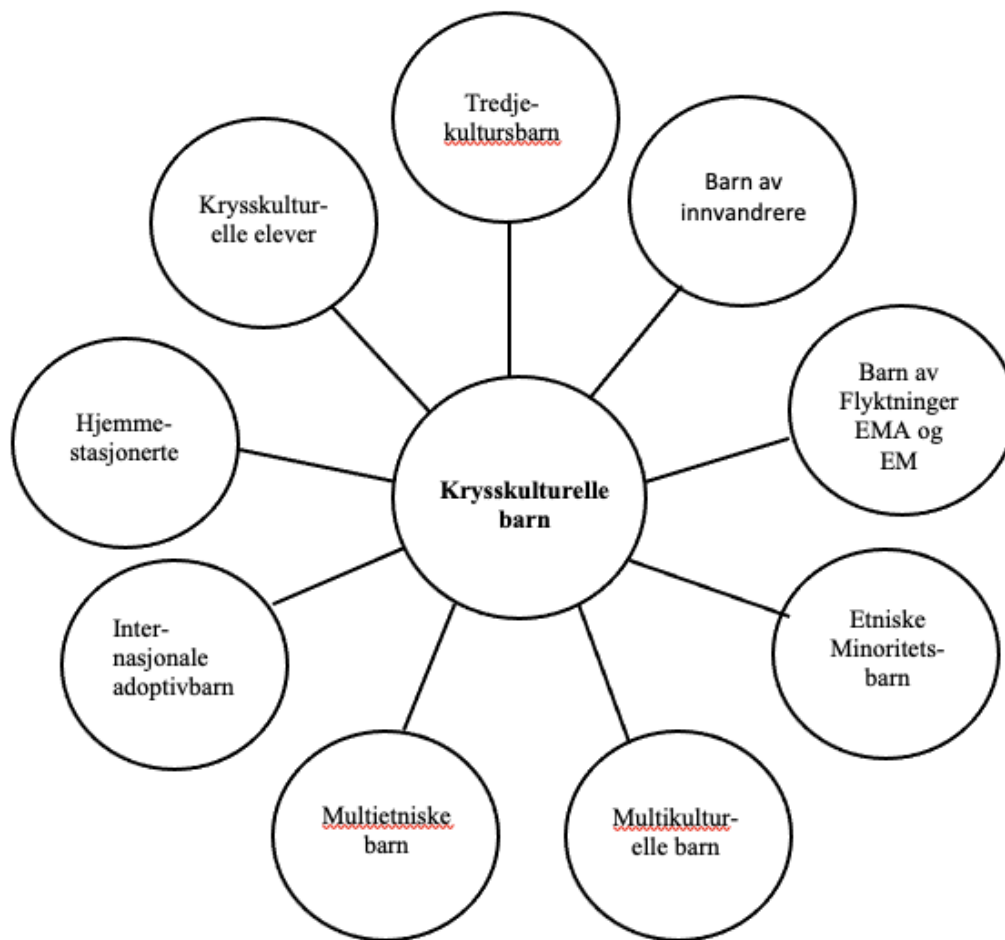 Tredje-
kultursbarn
Barn av
innvandrere
Barn av
Flyktninger
EMA og
EM
Etniske
Minoritets-
barn
Multikultur-
elle barn
Multietniske
barn
Inter-
nasjonale
adoptivbarn
Hjemme-
stasjonerte
Krysskultur-
elle elever
Krysskulturelle
barn